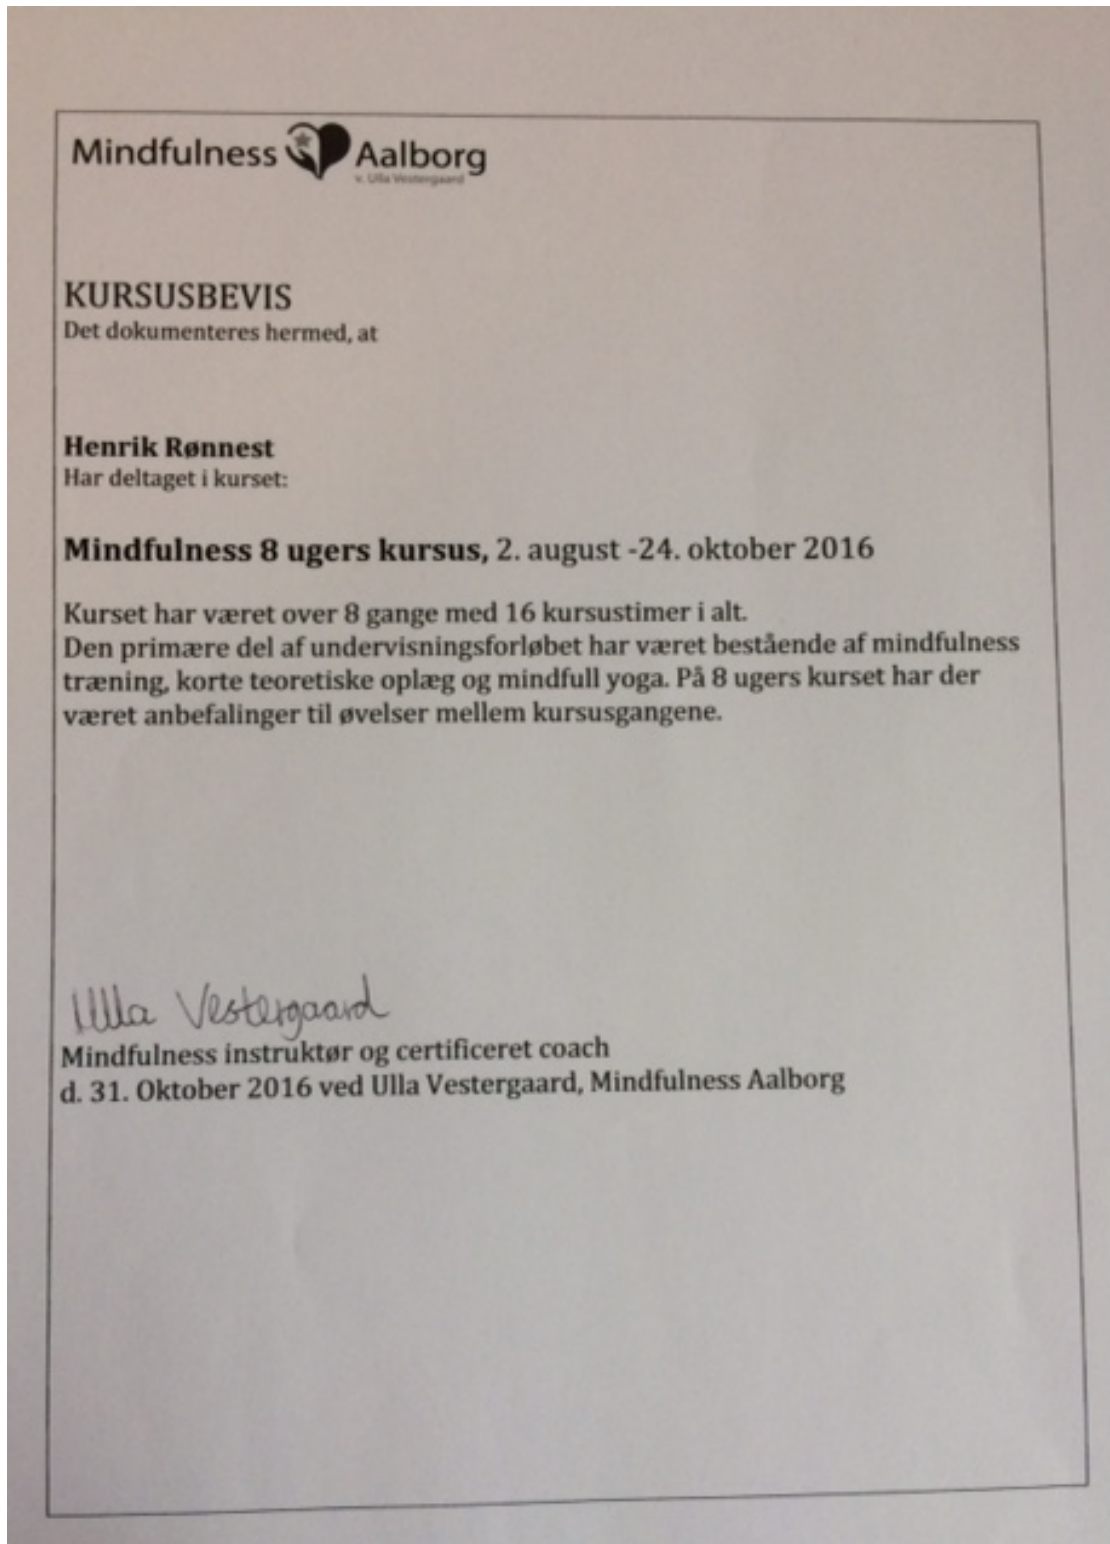 Mindfulness Aalborg
v. Ulla Vestergaard
KURSUSBEVIS
Det dokumenteres hermed, at
Henrik Rønnest
Har deltaget i kurset:
Mindfulness 8 ugers kursus, 2. august -24. oktober 2016
Kurset har været over 8 gange med 16 kursustimer i alt.
Den primære del af undervisningsforløbet har været bestående af mindfulness
træning, korte teoretiske oplæg og mindfull yoga. På 8 ugers kurset har der
været anbefalinger til øvelser mellem kursusgangene.
Ulla Vestergaard
Mindfulness instruktør og certificeret coach
d. 31. Oktober 2016 ved Ulla Vestergaard, Mindfulness Aalborg